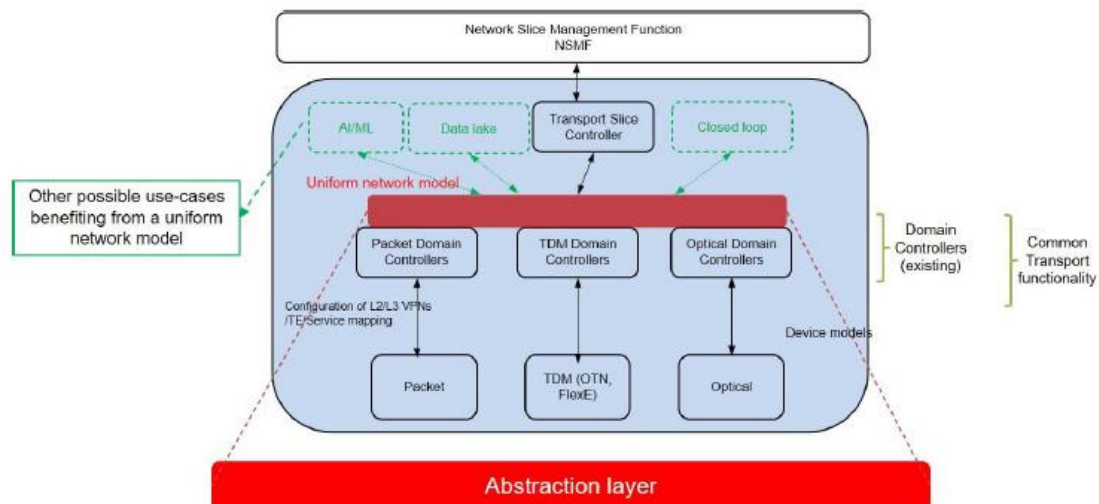 Network Slice Management Function
NSMF
AI/ML
Data lake
Transport Slice
Controller
Closed loop
Uniform network model
Other possible use-cases
benefiting from a uniform
network model
Packet Domain
Controllers
TDM Domain
Controllers
Optical Domain
Controllers
Domain
Controllers
(existing)
Common
Transport
functionality
Configuration of L2/L3 VPNs
/TE/Service mapping
Device models
Packet
TDM (OTN,
FlexE)
Optical
Abstraction layer